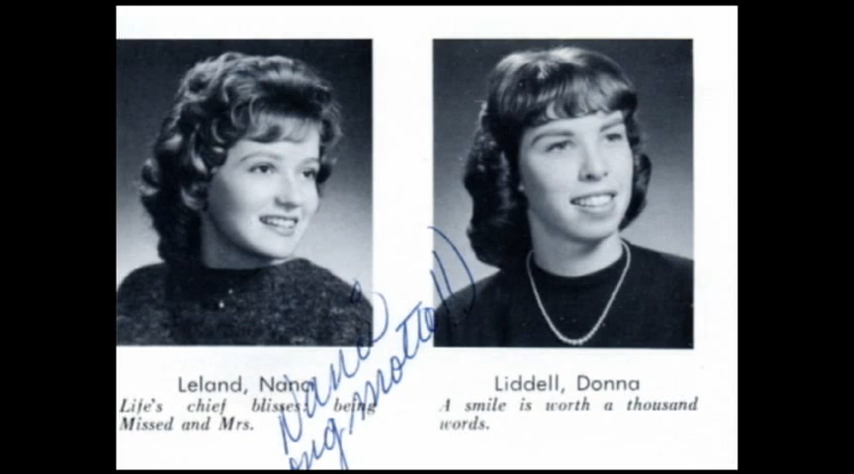 Leland, Nana
Life's chief blisses: being
Missed and Mrs.
Liddell, Donna
A smile is worth a thousand
words.
Nana